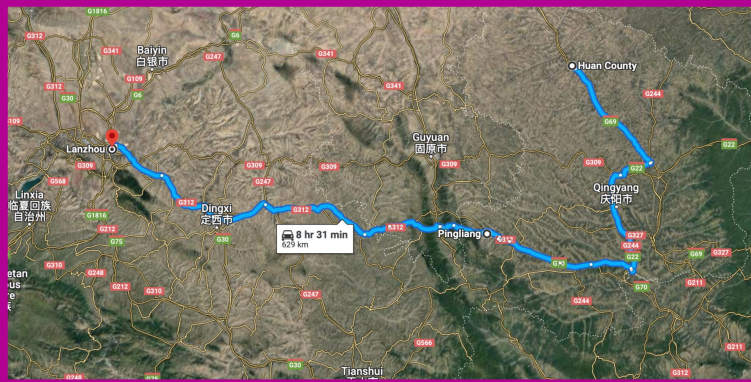 G1816
G312
G341
G6
Baiyin
白银市
G247
G109
G341
Huan County
G312
G6
G244
G30
G69
Guyuan
固原市
Lanzhou
G22
G309
G309
G309
G309
G22
G568
G247
Qingyang
庆阳市
Linxia
临夏回族
自治州
G312
Dingxi
定西市
G312
G1816
G212
8 hr 31 min
629 km
G312
Pingliang
G327
G244
G75
G30
G22
G69
G327
G310
G248
G70
G211
G212
G310
G247
G244
G312
G566
G211
G30
Tianshui
G248
G312